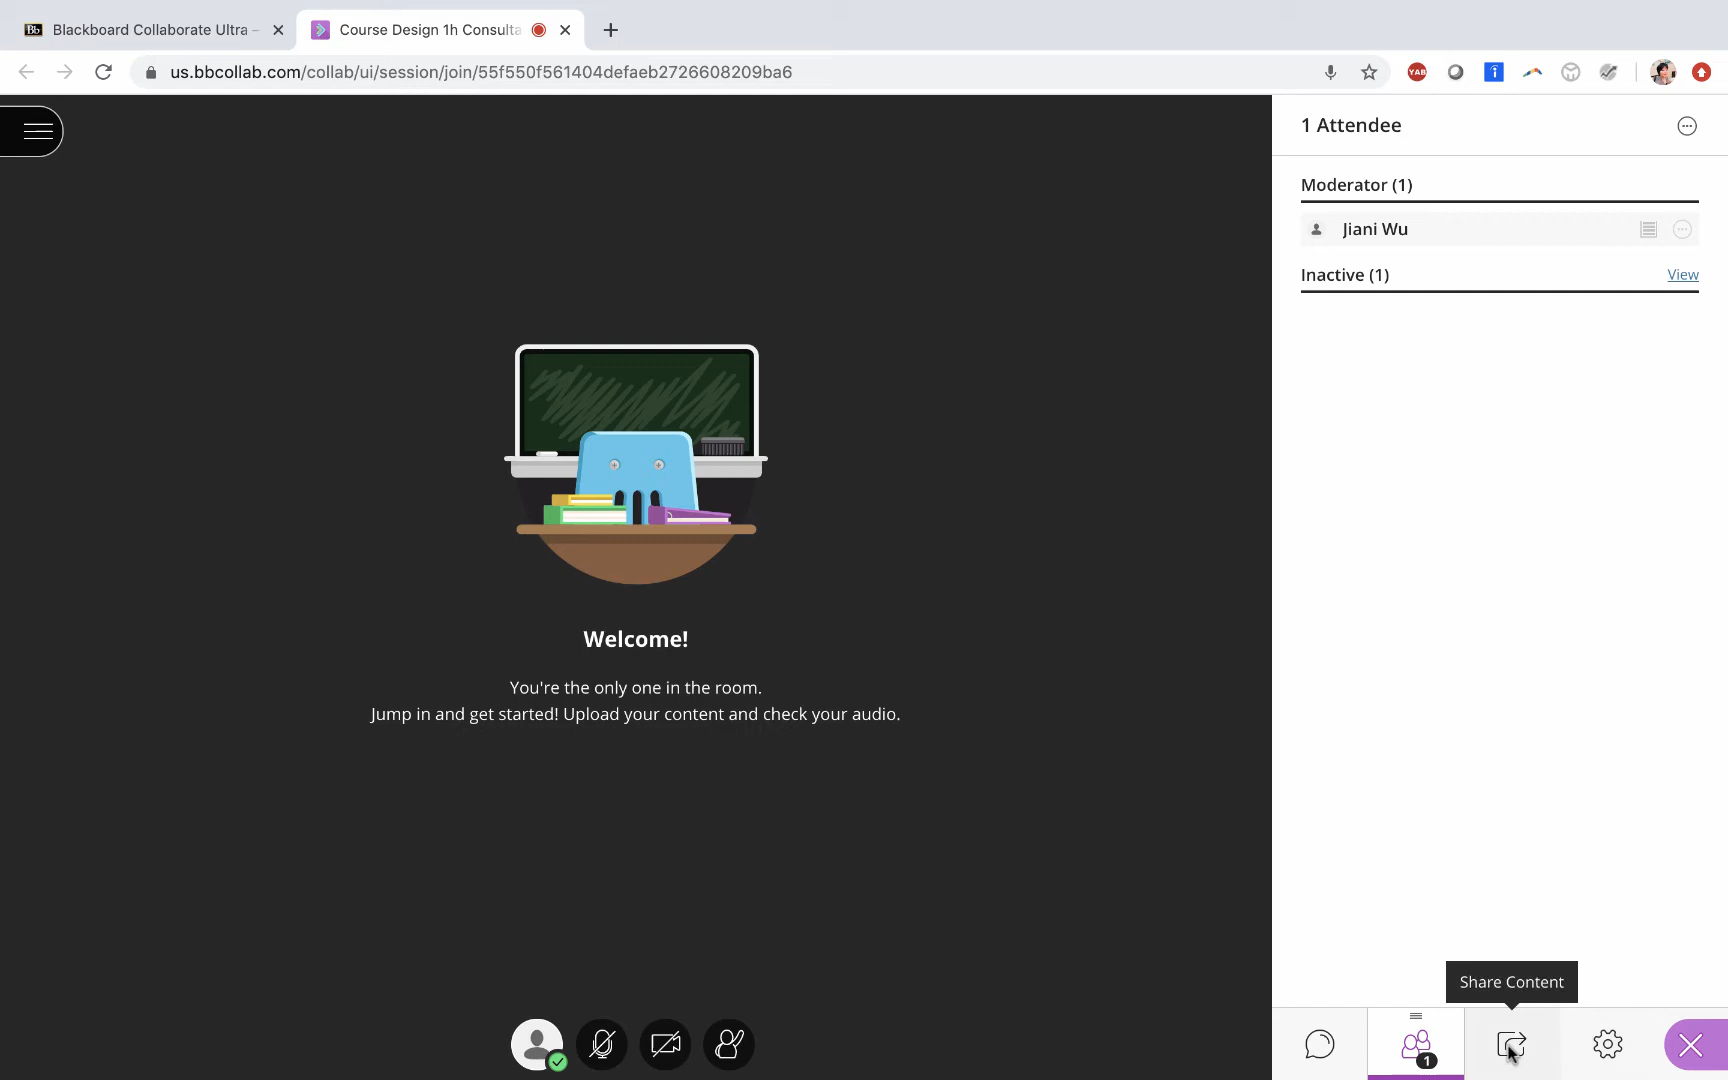 Bb Blackboard Collaborate Ultra –
Course Design 1h Consulta
us.bbcollab.com/collab/ui/session/join/55f550f561404defaeb2726608209ba6
YAB
1 Attendee
Moderator (1)
Jiani Wu
Inactive (1) View
Welcome!
You're the only one in the room.
Jump in and get started! Upload your content and check your audio.
Share Content
1